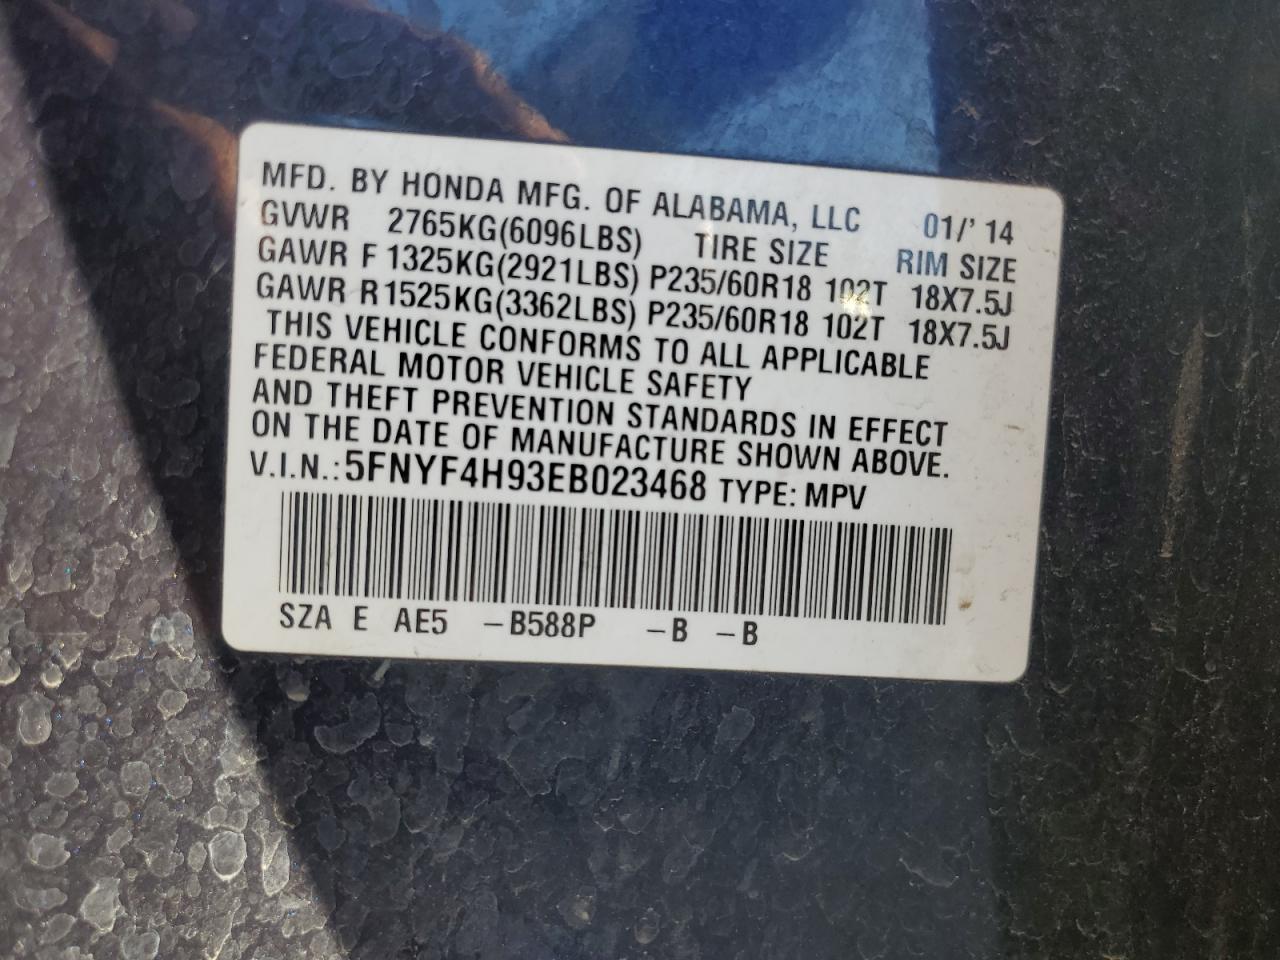 MFD. BY HONDA MFG. OF ALABAMA, LLC 01/'14
GVWR 2765KG(6096LBS) TIRE SIZE RIM SIZE
GAWR F 1325KG(2921LBS) P235/60R18 102T 18X7.5J
GAWR R 1525KG(3362LBS) P235/60R18 102T 18X7.5J
THIS VEHICLE CONFORMS TO ALL APPLICABLE
FEDERAL MOTOR VEHICLE SAFETY
AND THEFT PREVENTION STANDARDS IN EFFECT
ON THE DATE OF MANUFACTURE SHOWN ABOVE.
V.I.N.: 5FNYF4H93EB023468 TYPE: MPV
SZA E AE5 -B588P -B -B